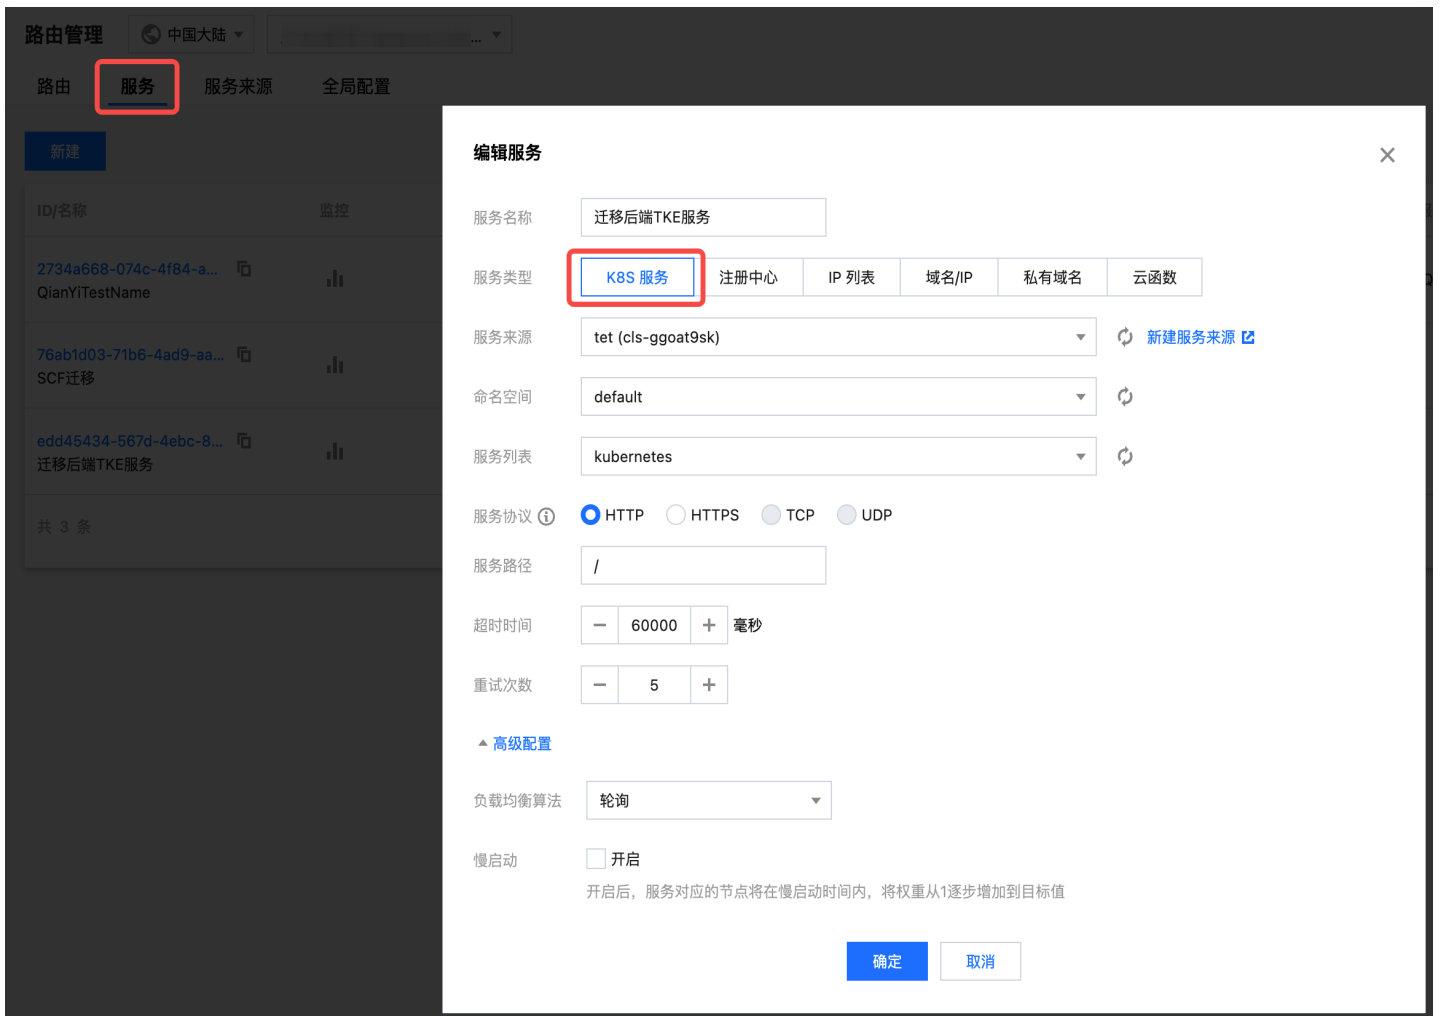 路由管理 中国大陆 ...
路由 服务 服务来源 全局配置
新建
ID/名称 监控
2734a668-074c-4f84-a...
QianYiTestName
76ab1d03-71b6-4ad9-aa...
SCF迁移
edd45434-567d-4ebc-8...
迁移后端TKE服务
共 3 条
编辑服务
服务名称 迁移后端TKE服务
服务类型 K8S 服务 注册中心 IP 列表 域名/IP 私有域名 云函数
服务来源 tet (cls-ggoat9sk) 新建服务来源
命名空间 default
服务列表 kubernetes
服务协议 HTTP HTTPS TCP UDP
服务路径 /
超时时间 60000 毫秒
重试次数 5
高级配置
负载均衡算法 轮询
慢启动 开启
开启后，服务对应的节点将在慢启动时间内，将权重从1逐步增加到目标值
确定 取消